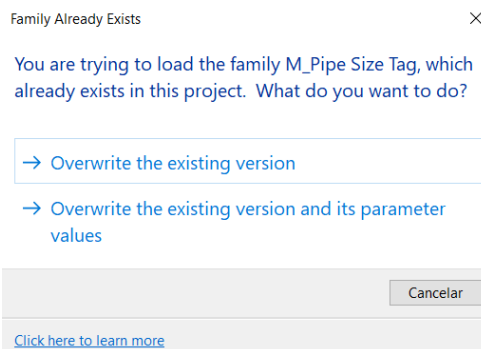 Family Already Exists
You are trying to load the family M_Pipe Size Tag, which
already exists in this project.  What do you want to do?
→ Overwrite the existing version
→ Overwrite the existing version and its parameter
values
Cancelar
Click here to learn more